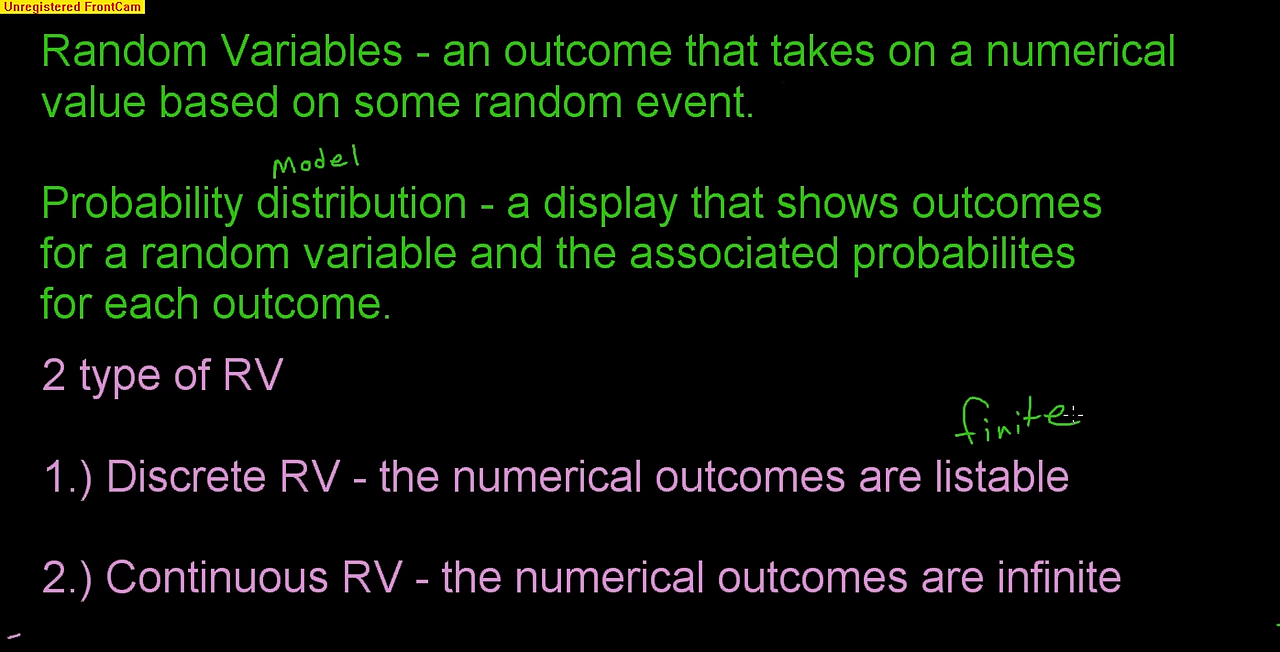 Unregistered FrontCam
Random Variables - an outcome that takes on a numerical
value based on some random event.
Model
Probability distribution - a display that shows outcomes
for a random variable and the associated probabilites
for each outcome.
2 type of RV
finite
1.) Discrete RV - the numerical outcomes are listable
2.) Continuous RV - the numerical outcomes are infinite